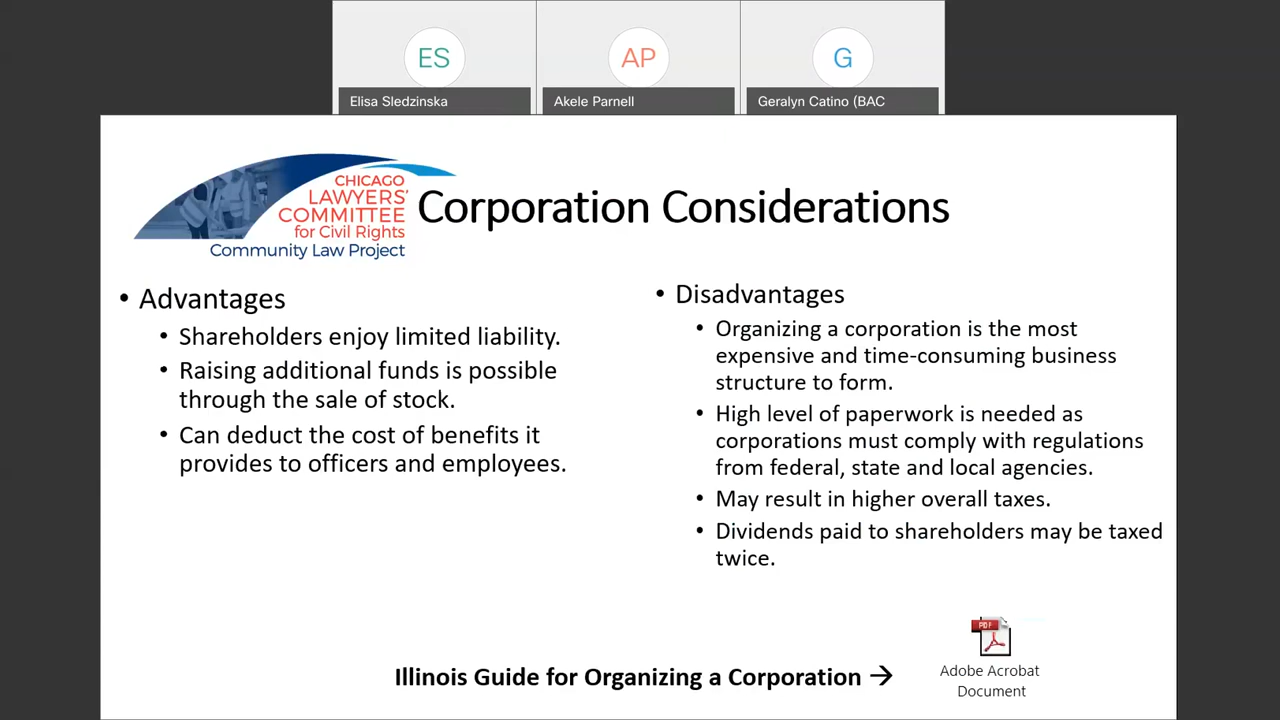 ES
AP
G
Elisa Sledzinska
Akele Parnell
Geralyn Catino (BAC
CHICAGO
LAWYERS'
COMMITTEE
for Civil Rights
Community Law Project
Corporation Considerations
• Advantages
• Shareholders enjoy limited liability.
• Raising additional funds is possible
through the sale of stock.
• Can deduct the cost of benefits it
provides to officers and employees.
• Disadvantages
• Organizing a corporation is the most
expensive and time-consuming business
structure to form.
• High level of paperwork is needed as
corporations must comply with regulations
from federal, state and local agencies.
• May result in higher overall taxes.
• Dividends paid to shareholders may be taxed
twice.
PDF
Illinois Guide for Organizing a Corporation →
Adobe Acrobat
Document